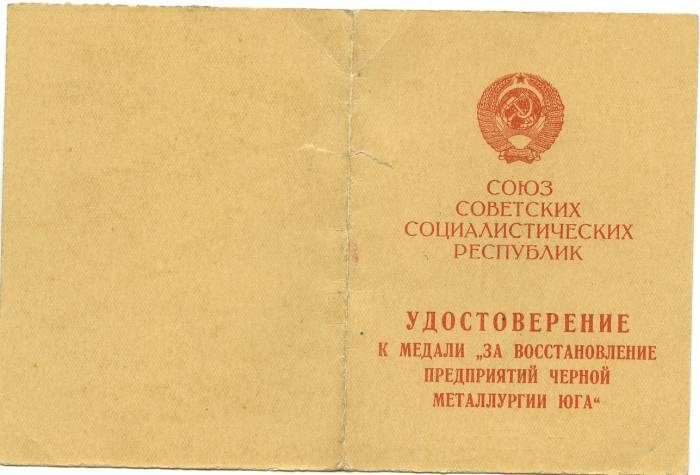 СОЮЗ
СОВЕТСКИХ
СОЦИАЛИСТИЧЕСКИХ
РЕСПУБЛИК
УДОСТОВЕРЕНИЕ
К МЕДАЛИ „ЗА ВОССТАНОВЛЕНИЕ
ПРЕДПРИЯТИЙ ЧЕРНОЙ
МЕТАЛЛУРГИИ ЮГА“